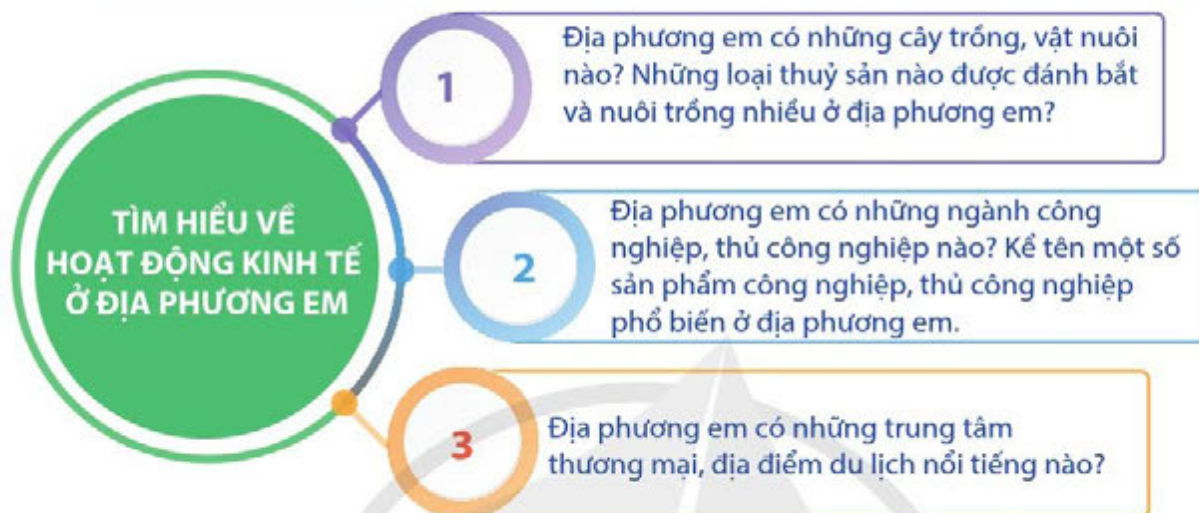 TÌM HIỂU VỀ
HOẠT ĐỘNG KINH TẾ
Ở ĐỊA PHƯƠNG EM
1
Địa phương em có những cây trồng, vật nuôi
nào? Những loại thuỷ sản nào được đánh bắt
và nuôi trồng nhiều ở địa phương em?
2
Địa phương em có những ngành công
nghiệp, thủ công nghiệp nào? Kể tên một số
sản phẩm công nghiệp, thủ công nghiệp
phổ biến ở địa phương em.
3
Địa phương em có những trung tâm
thương mại, địa điểm du lịch nổi tiếng nào?